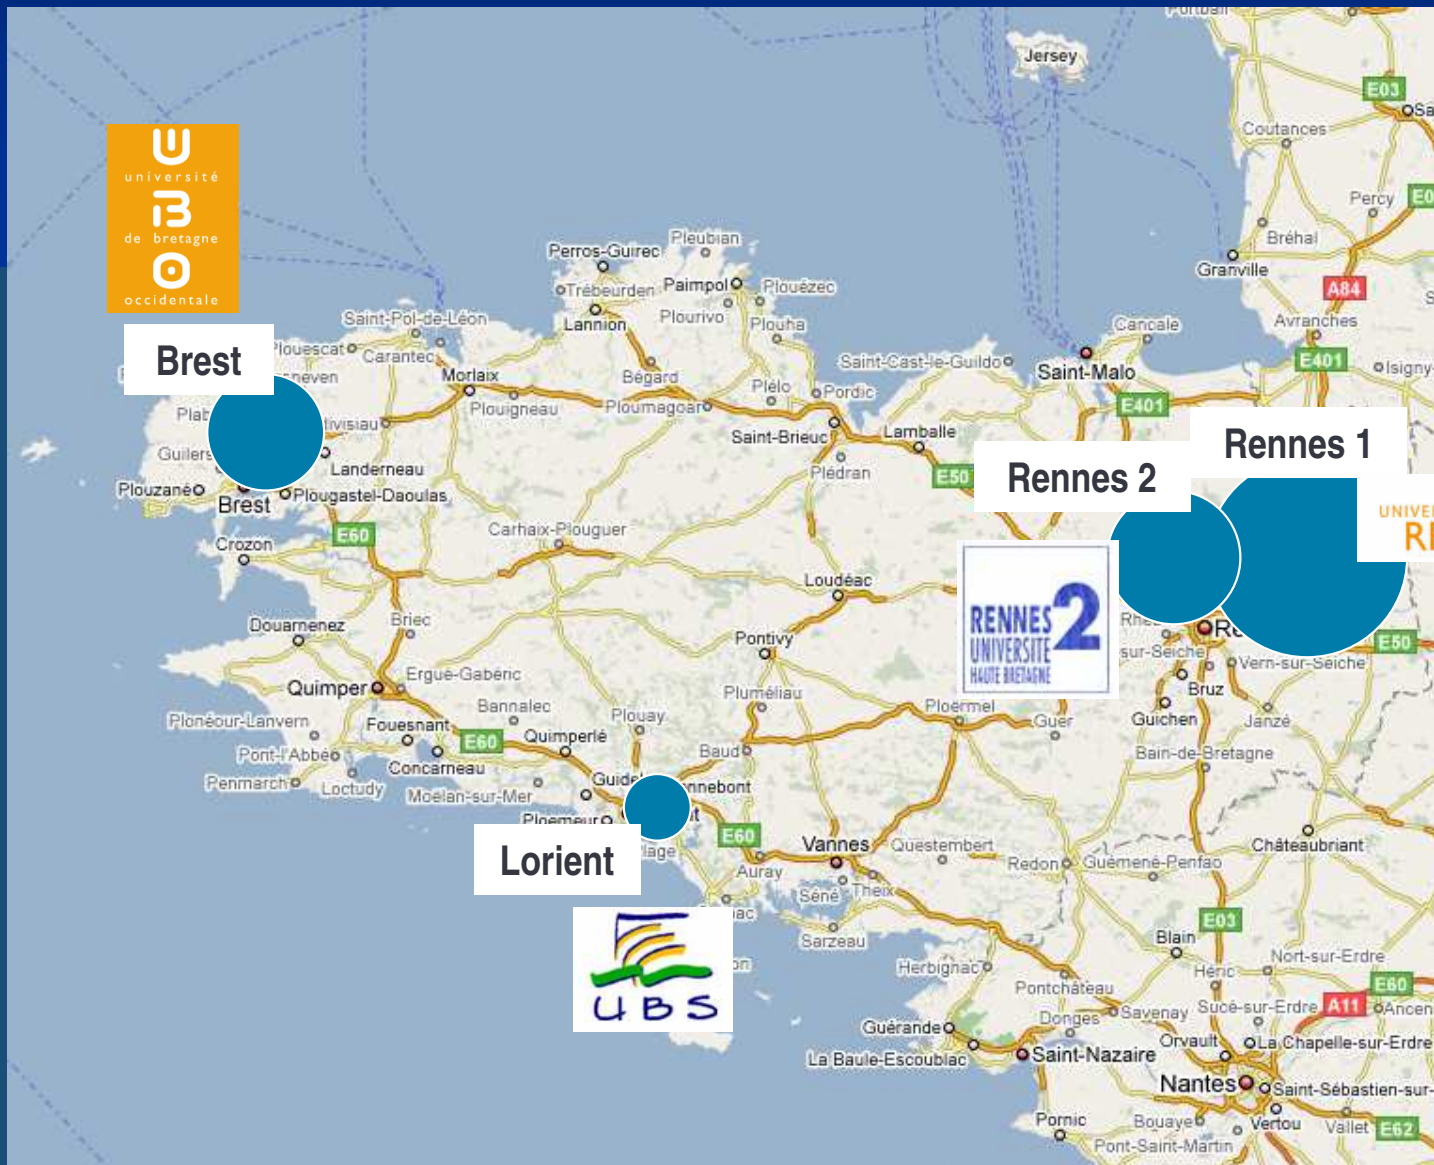 Jersey
E03
Coutances
Percy
Bréhal
Granville
A84
Avranches
E401
U
université
B
de bretagne
O
occidentale
Brest
Perros-Guirec
Pleubian
Trébeurden
Paimpol
Plouézec
Lannion
Plourivo
Plouha
Saint-Pol-de-Léon
Plouescat
Carantec
Morlaix
Plouigneau
Bégard
Ploumagoar
Plélo
Pordic
Saint-Cast-le-Guildo
Cancale
Saint-Malo
E401
Saint-Brieuc
Lamballe
Plédran
E50
Landerneau
Plouzané
Brest
Plougastel-Daoulas
Crozon
E60
Carhaix-Plouguer
Loudéac
Rennes 2
Rennes 1
RENNES 2
UNIVERSITÉ
HAUTE BRETAGNE
E50
Vern-sur-Seiche
Bruz
Guichen
Janzé
Bain-de-Bretagne
Douarnenez
Briec
Pontivy
Quimper
Ergué-Gabéric
Bannalec
Pluméliau
Ploërmel
Guer
Plonéour-Lanvern
Fouesnant
E60
Quimperlé
Plouay
Baud
Pont-l'Abbé
Concarneau
Penmarch
Loctudy
Moëlan-sur-Mer
Ploemeur
Lorient
E60
Auray
Vannes
Questembert
Séné
Theix
Sarzeau
Redon
Guémené-Penfao
Châteaubriant
UBS
E03
Blain
Héric
Nort-sur-Erdre
Herbignac
Pontchâteau
E60
Guérande
Donges
Savenay
Sucé-sur-Erdre
A11
La Baule-Escoublac
Saint-Nazaire
Orvault
La Chapelle-sur-Erdre
Nantes
Pornic
Bouaye
Vertou
Vallet
E62
Pont-Saint-Martin